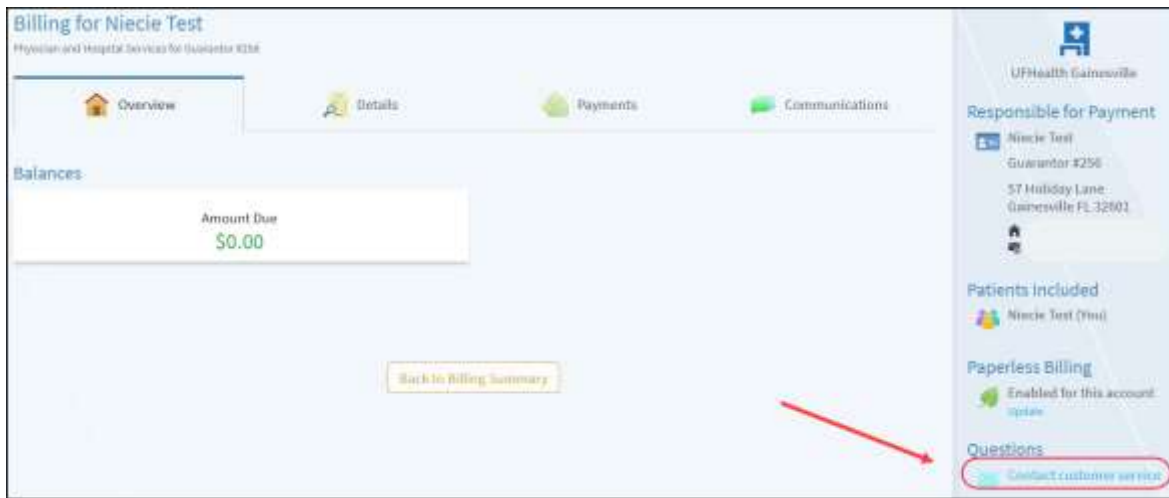 Billing for Niecie Test
Physician and Hospital Services for Guarantor #256
Overview
Details
Payments
Communications
Balances
Amount Due
$0.00
Back to Billing Summary
UFHealth Gainesville
Responsible for Payment
Niecie Test
Guarantor #256
57 Holiday Lane
Gainesville FL 32601
Patients Included
Niecie Test (You)
Paperless Billing
Enabled for this account
Update
Questions
Contact customer service